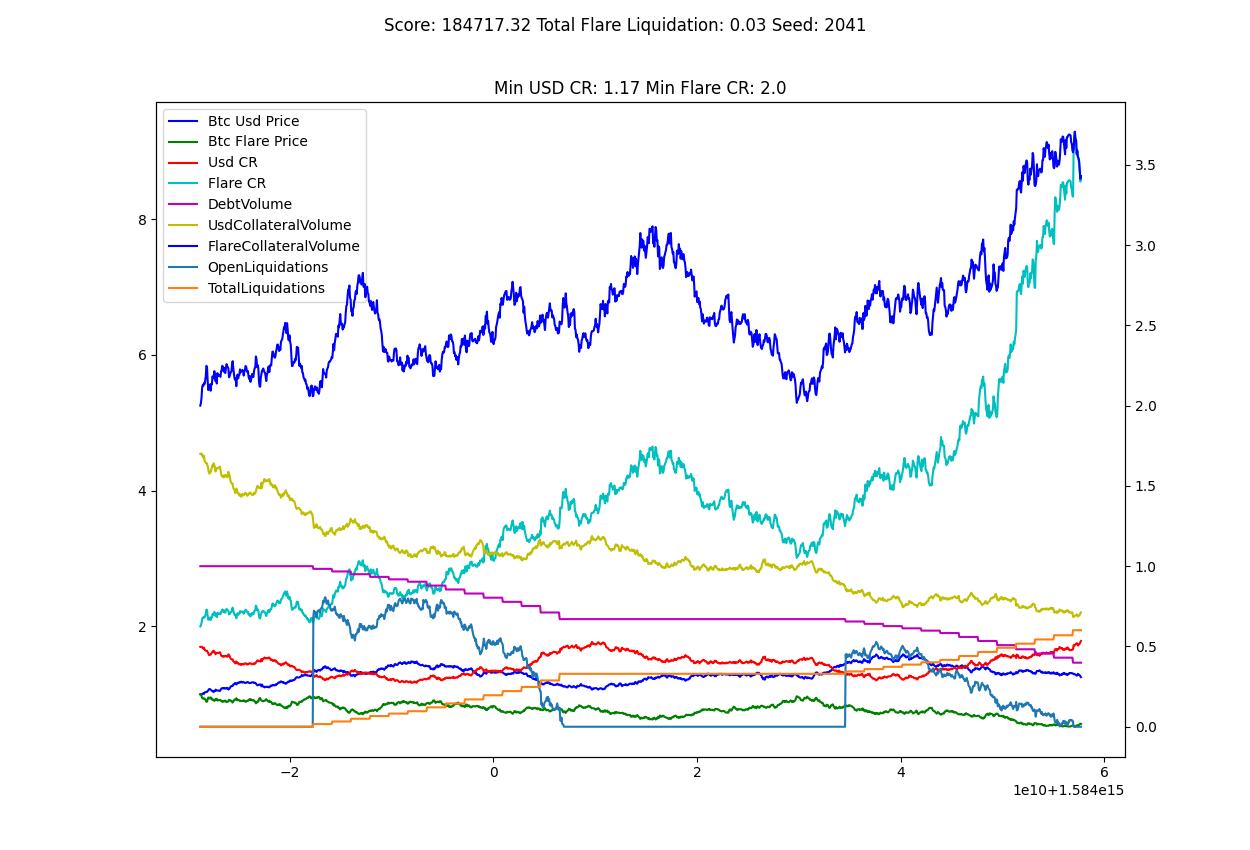 Score: 184717.32 Total Flare Liquidation: 0.03 Seed: 2041
Min USD CR: 1.17 Min Flare CR: 2.0
Btc Usd Price
Btc Flare Price
Usd CR
Flare CR
DebtVolume
UsdCollateralVolume
FlareCollateralVolume
OpenLiquidations
TotalLiquidations
8
6
4
2
3.5
3.0
2.5
2.0
1.5
1.0
0.5
0.0
−2 0 2 4 6
1e10+1.584e15